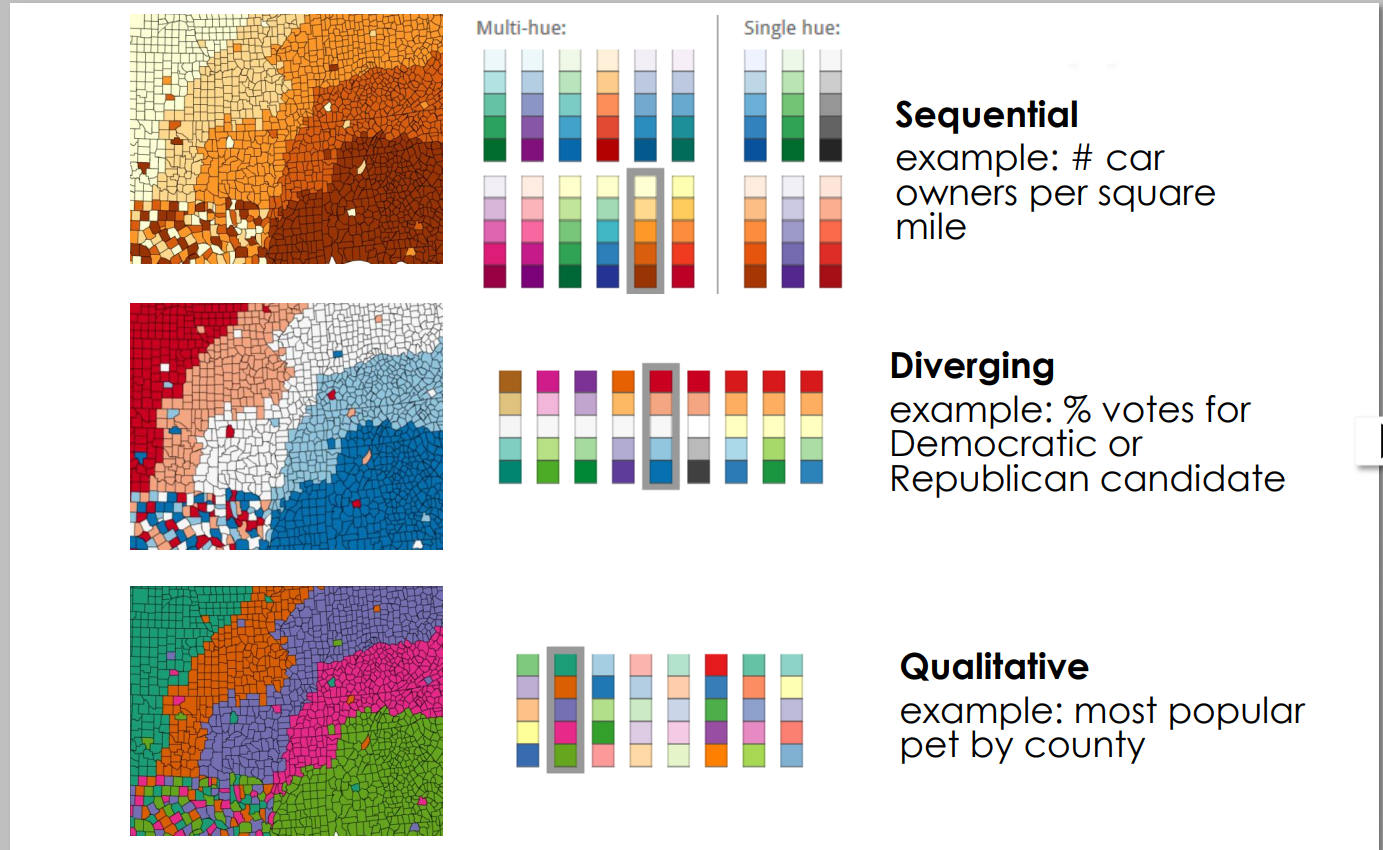 Multi-hue:
Single hue:
Sequential
example: # car
owners per square
mile
Diverging
example: % votes for
Democratic or
Republican candidate
Qualitative
example: most popular
pet by county